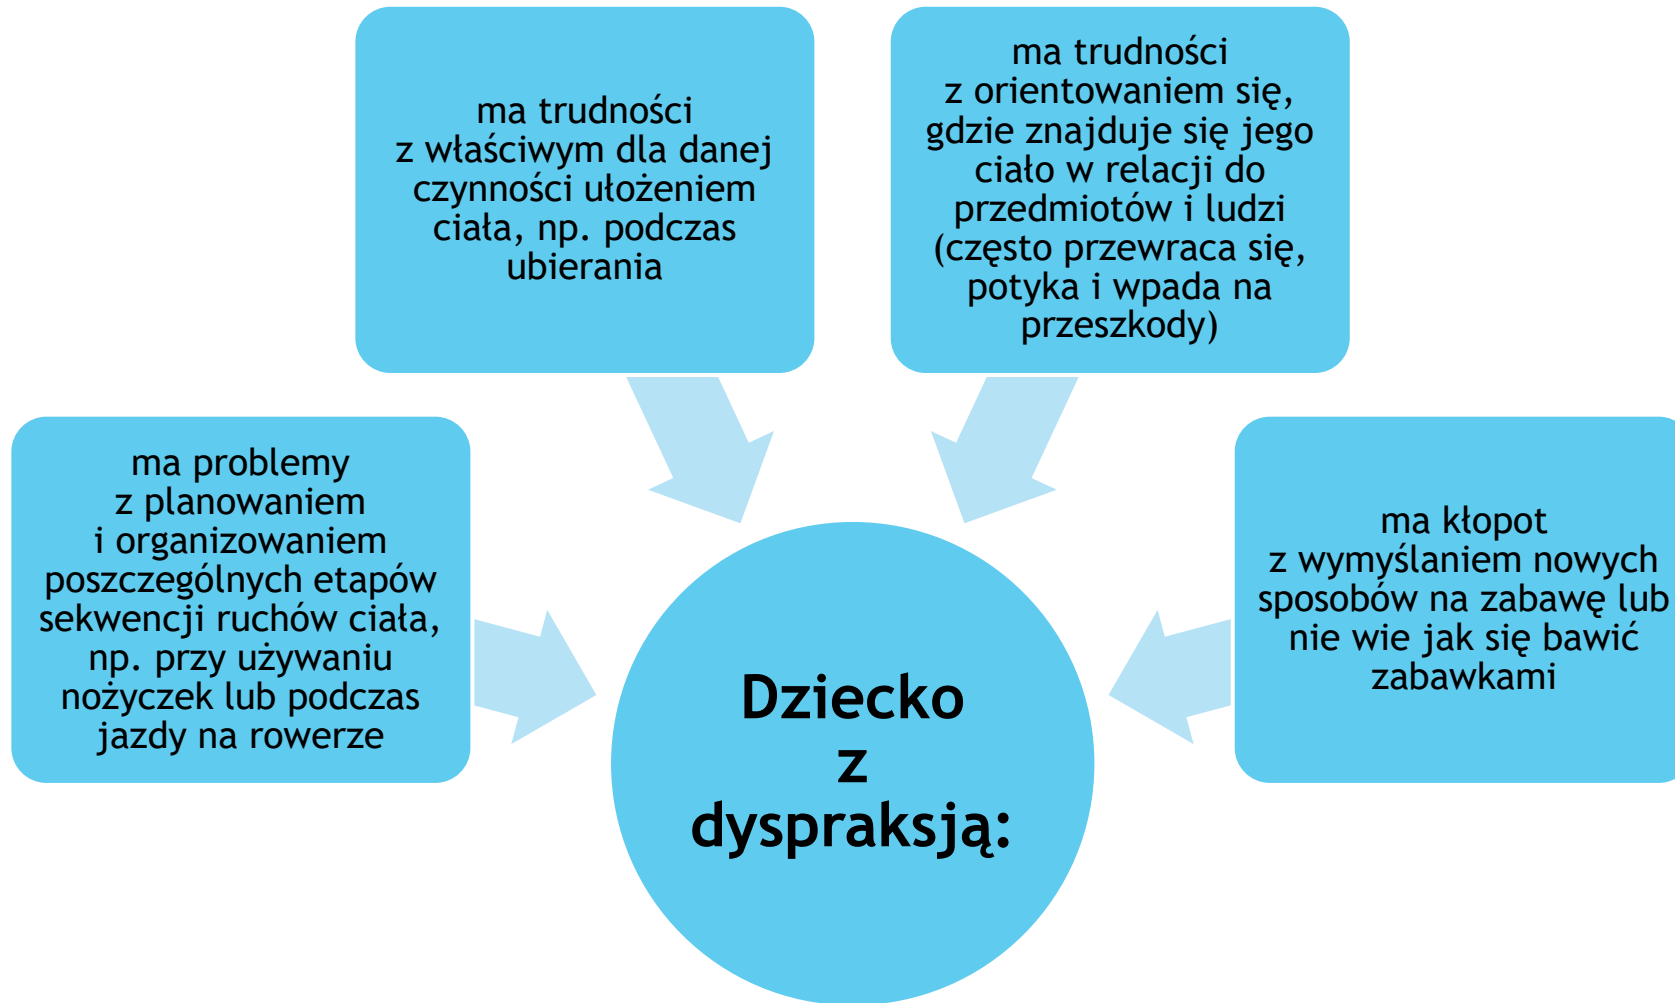 ma problemy
z planowaniem
i organizowaniem
poszczególnych etapów
sekwencji ruchów ciała,
np. przy używaniu
nożyczek lub podczas
jazdy na rowerze
ma trudności
z właściwym dla danej
czynności ułożeniem
ciała, np. podczas
ubierania
ma trudności
z orientowaniem się,
gdzie znajduje się jego
ciało w relacji do
przedmiotów i ludzi
(często przewraca się,
potyka i wpada na
przeszkody)
ma kłopot
z wymyślaniem nowych
sposobów na zabawę lub
nie wie jak się bawić
zabawkami
Dziecko
z
dyspraksją: